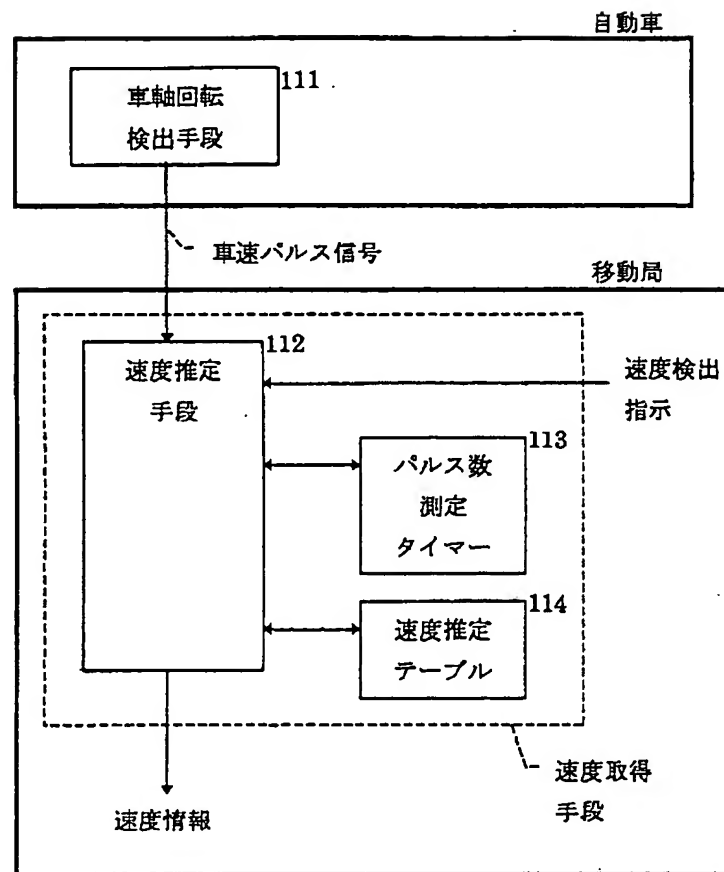 自動車
車軸回転
検出手段
111
車速パルス信号
移動局
速度推定
手段
112
速度検出
指示
パルス数
測定
タイマー
113
速度推定
テーブル
114
速度取得
手段
速度情報